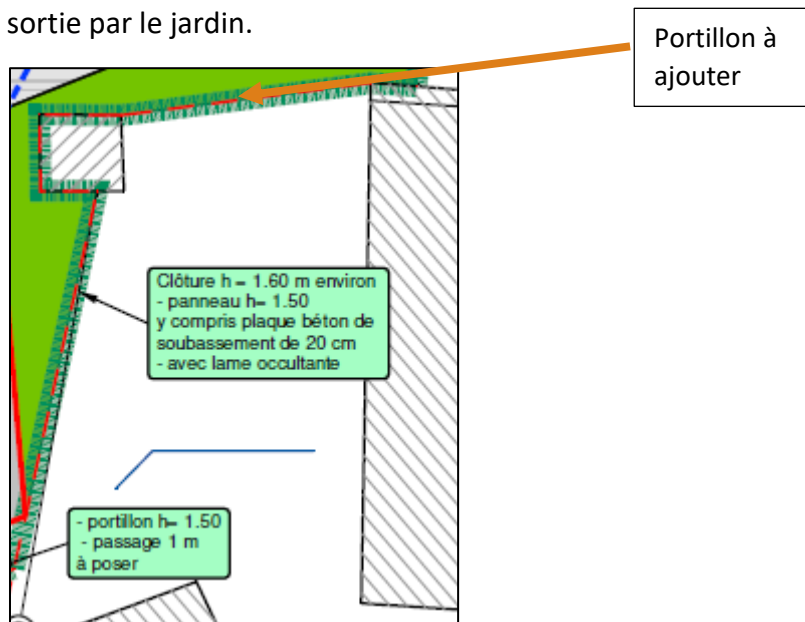 sortie par le jardin.
Portillon à
ajouter
Clôture h = 1.60 m environ
- panneau h= 1.50
y compris plaque béton de
soubassement de 20 cm
- avec lame occultante
- portillon h= 1.50
- passage 1 m
à poser